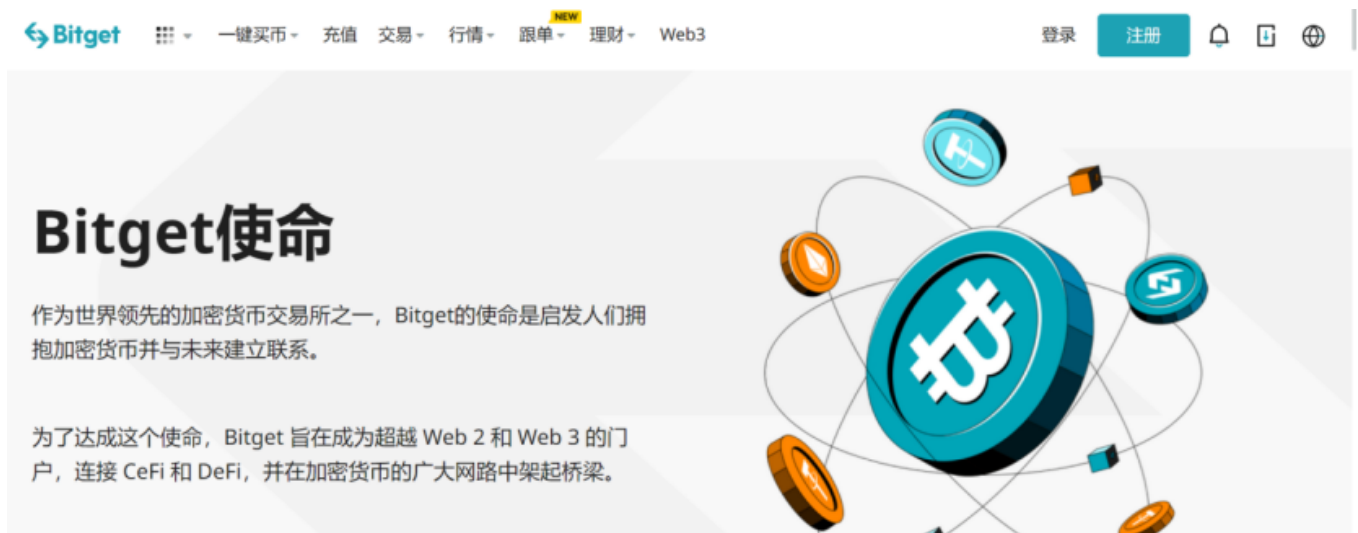 Bitget 一键买币 充值 交易 行情 跟单 NEW 理财 Web3 登录 注册
Bitget使命
作为世界领先的加密货币交易所之一，Bitget的使命是启发人们拥
抱加密货币并与未来建立联系。
为了达成这个使命，Bitget 旨在成为超越 Web 2 和 Web 3 的门
户，连接 CeFi 和 DeFi，并在加密货币的广大网路中架起桥梁。